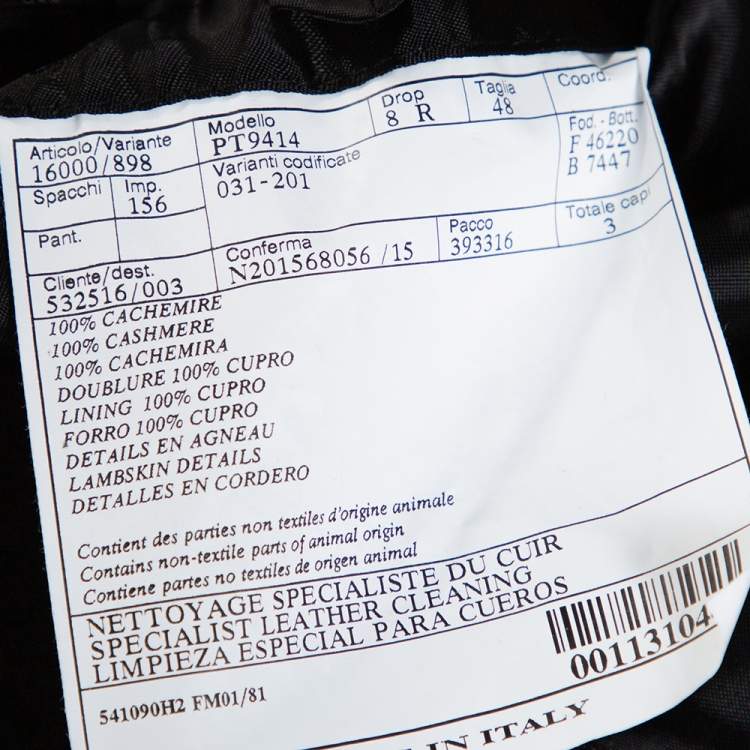 Articolo/Variante Modello Drop Taglia Coord.
16000/898 PT9414 8 R 48
Spacchi Imp. Varianti codificate Fod. - Bott.
156 031-201 F 46220
B 7447
Pant.
Cliente/dest. Conferma Pacco Totale capi
532516/003 N201568056 /15 393316 3
100% CACHEMIRE
100% CASHMERE
100% CACHEMIRA
DOUBLURE 100% CUPRO
LINING 100% CUPRO
FORRO 100% CUPRO
DETAILS EN AGNEAU
LAMBSKIN DETAILS
DETALLES EN CORDERO
Contient des parties non textiles d'origine animale
Contains non-textile parts of animal origin
Contiene partes no textiles de origen animal
NETTOYAGE SPECIALISTE DU CUIR
SPECIALIST LEATHER CLEANING
LIMPIEZA ESPECIAL PARA CUEROS
00113104
541090H2 FM01/81
IN ITALY